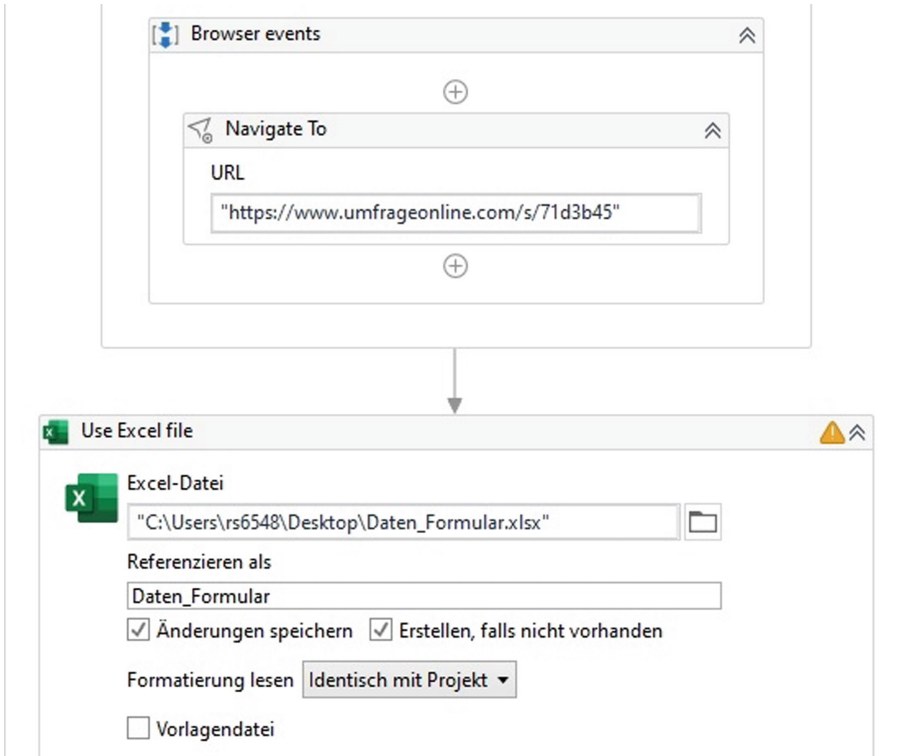 Browser events
Navigate To
URL
"https://www.umfrageonline.com/s/71d3b45"
Use Excel file
Excel-Datei
"C:\Users\rs6548\Desktop\Daten_Formular.xlsx"
Referenzieren als
Daten_Formular
Änderungen speichern Erstellen, falls nicht vorhanden
Formatierung lesen Identisch mit Projekt
Vorlagendatei